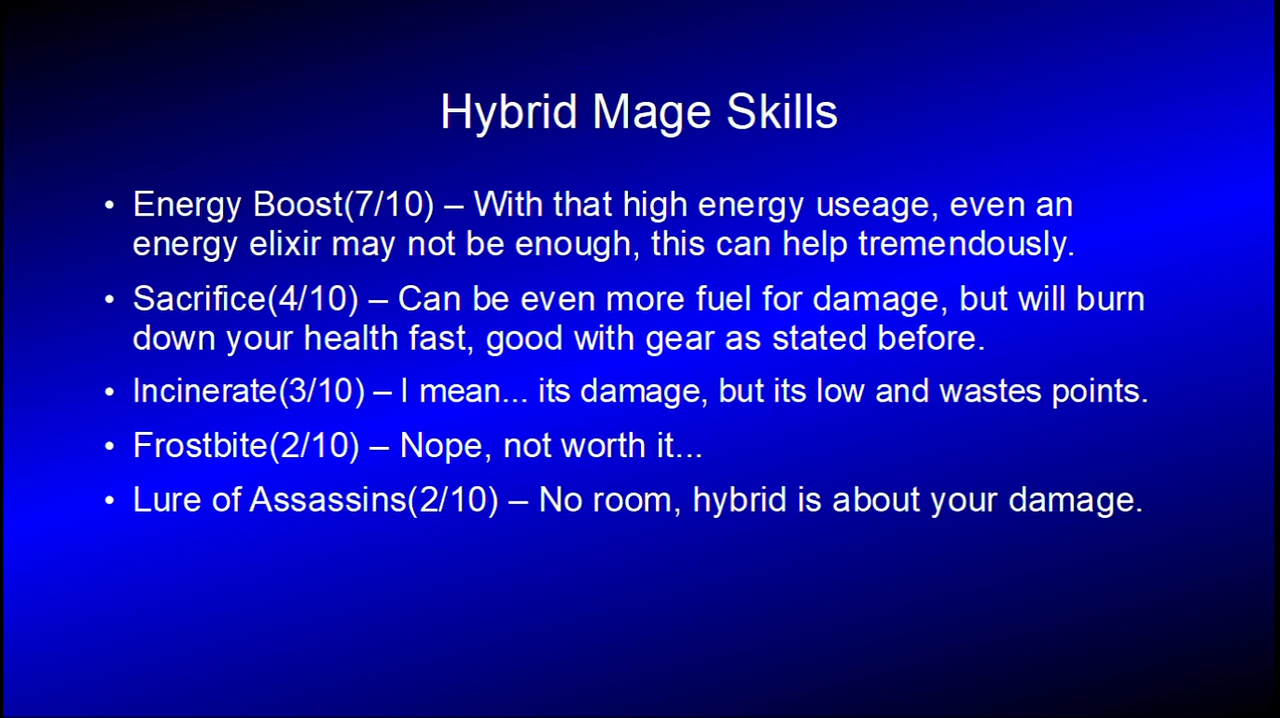 Hybrid Mage Skills
• Energy Boost(7/10) – With that high energy useage, even an
energy elixir may not be enough, this can help tremendously.
• Sacrifice(4/10) – Can be even more fuel for damage, but will burn
down your health fast, good with gear as stated before.
• Incinerate(3/10) – I mean... its damage, but its low and wastes points.
• Frostbite(2/10) – Nope, not worth it...
• Lure of Assassins(2/10) – No room, hybrid is about your damage.